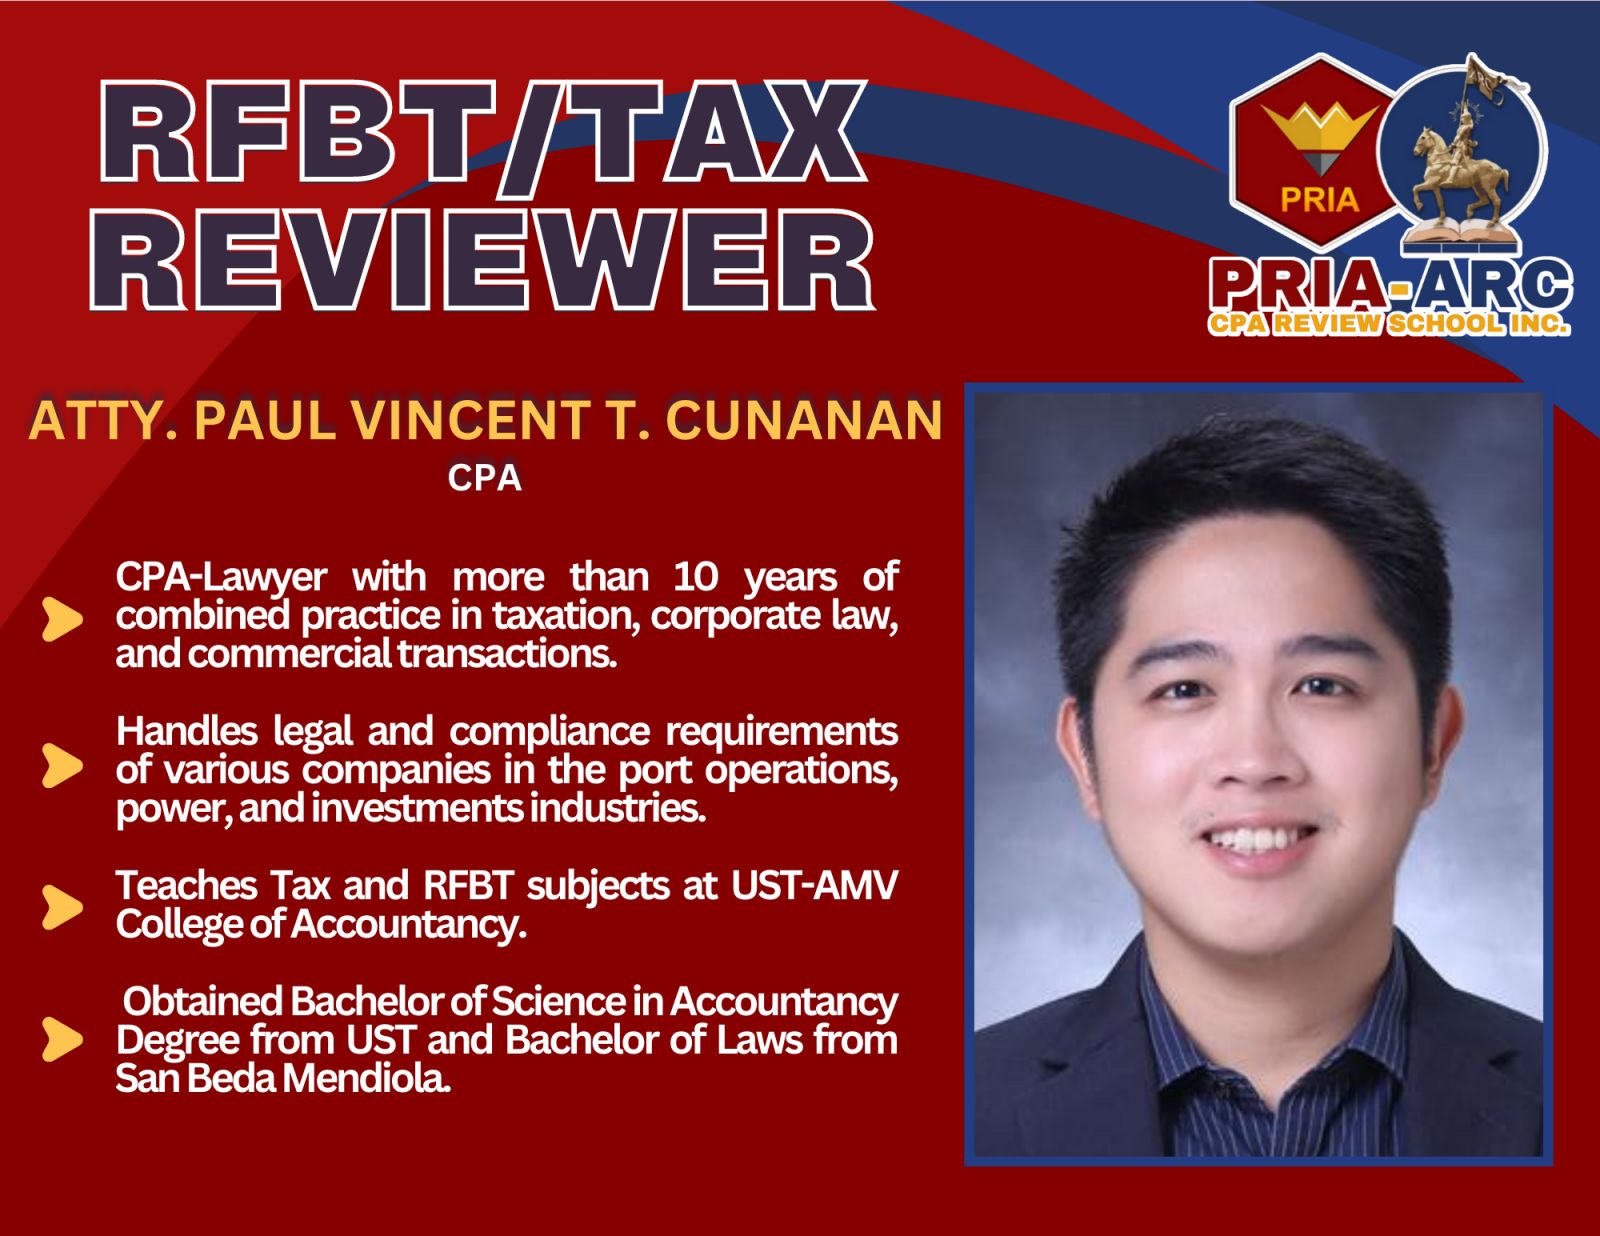 RFBT/TAX
REVIEWER
PRIA
PRIA-ARC
CPA REVIEW SCHOOL INC.
ATTY. PAUL VINCENT T. CUNANAN
CPA
CPA-Lawyer with more than 10 years of
combined practice in taxation, corporate law,
and commercial transactions.
Handles legal and compliance requirements
of various companies in the port operations,
power, and investments industries.
Teaches Tax and RFBT subjects at UST-AMV
College of Accountancy.
Obtained Bachelor of Science in Accountancy
Degree from UST and Bachelor of Laws from
San Beda Mendiola.